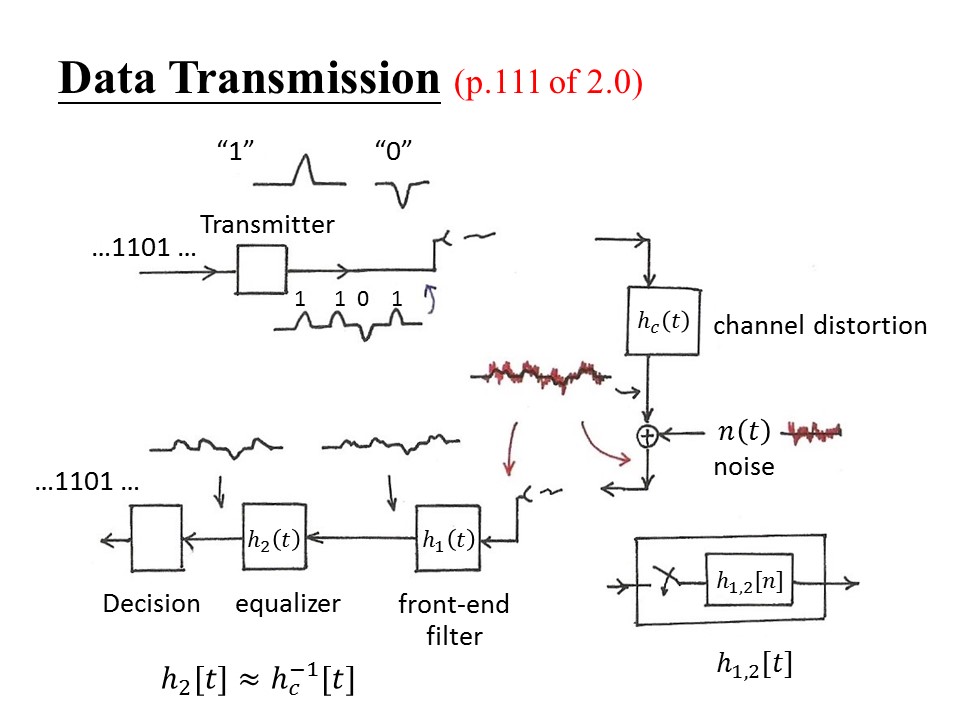 Data Transmission (p.111 of 2.0)
“1” “0”
Transmitter
…1101 …
1 1 0 1
h_c(t) channel distortion
n(t)
noise
…1101 …
h_2(t) h_1(t)
Decision equalizer front-end
filter
h_{1,2}[n]
h_{1,2}[t]
h_2[t] ≈ h_c^{-1}[t]